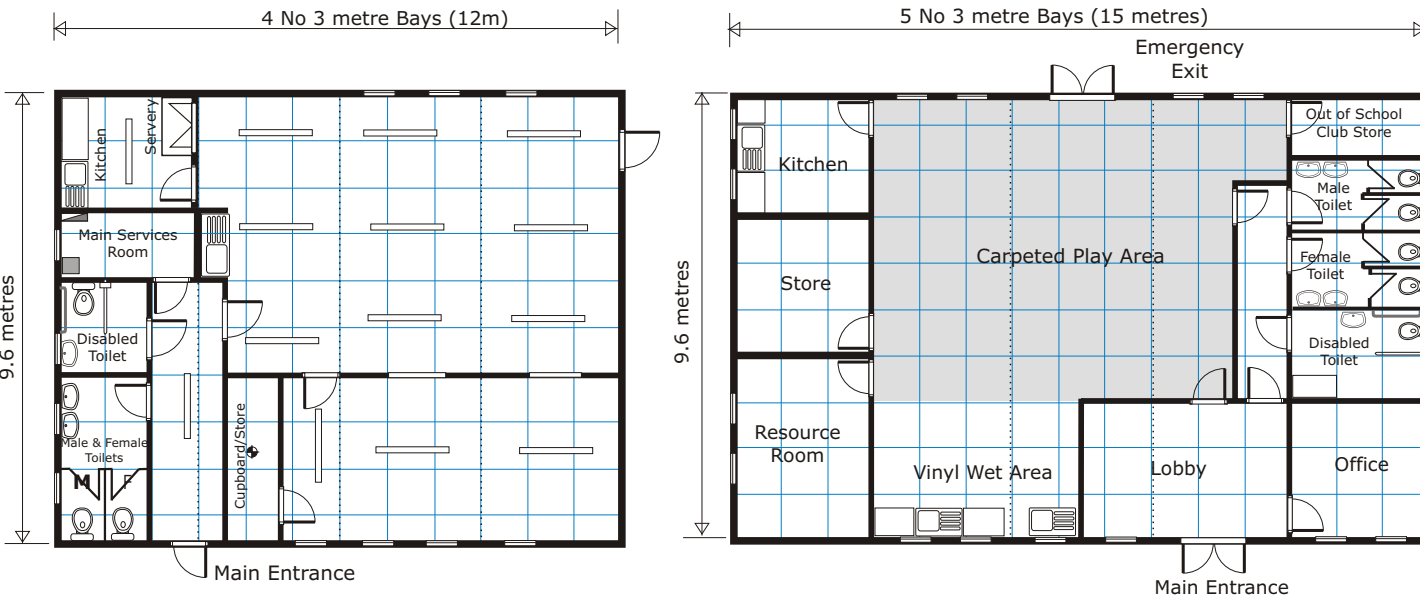 4 No 3 metre Bays (12m)
9.6 metres
Kitchen
Servery
Main Services
Room
Disabled
Toilet
Male & Female
Toilets
M
F
Cupboard/Store
Main Entrance
5 No 3 metre Bays (15 metres)
Emergency
Exit
9.6 metres
Kitchen
Out of School
Club Store
Male
Toilet
Carpeted Play Area
Female
Toilet
Store
Disabled
Toilet
Resource
Room
Vinyl Wet Area
Lobby
Office
Main Entrance